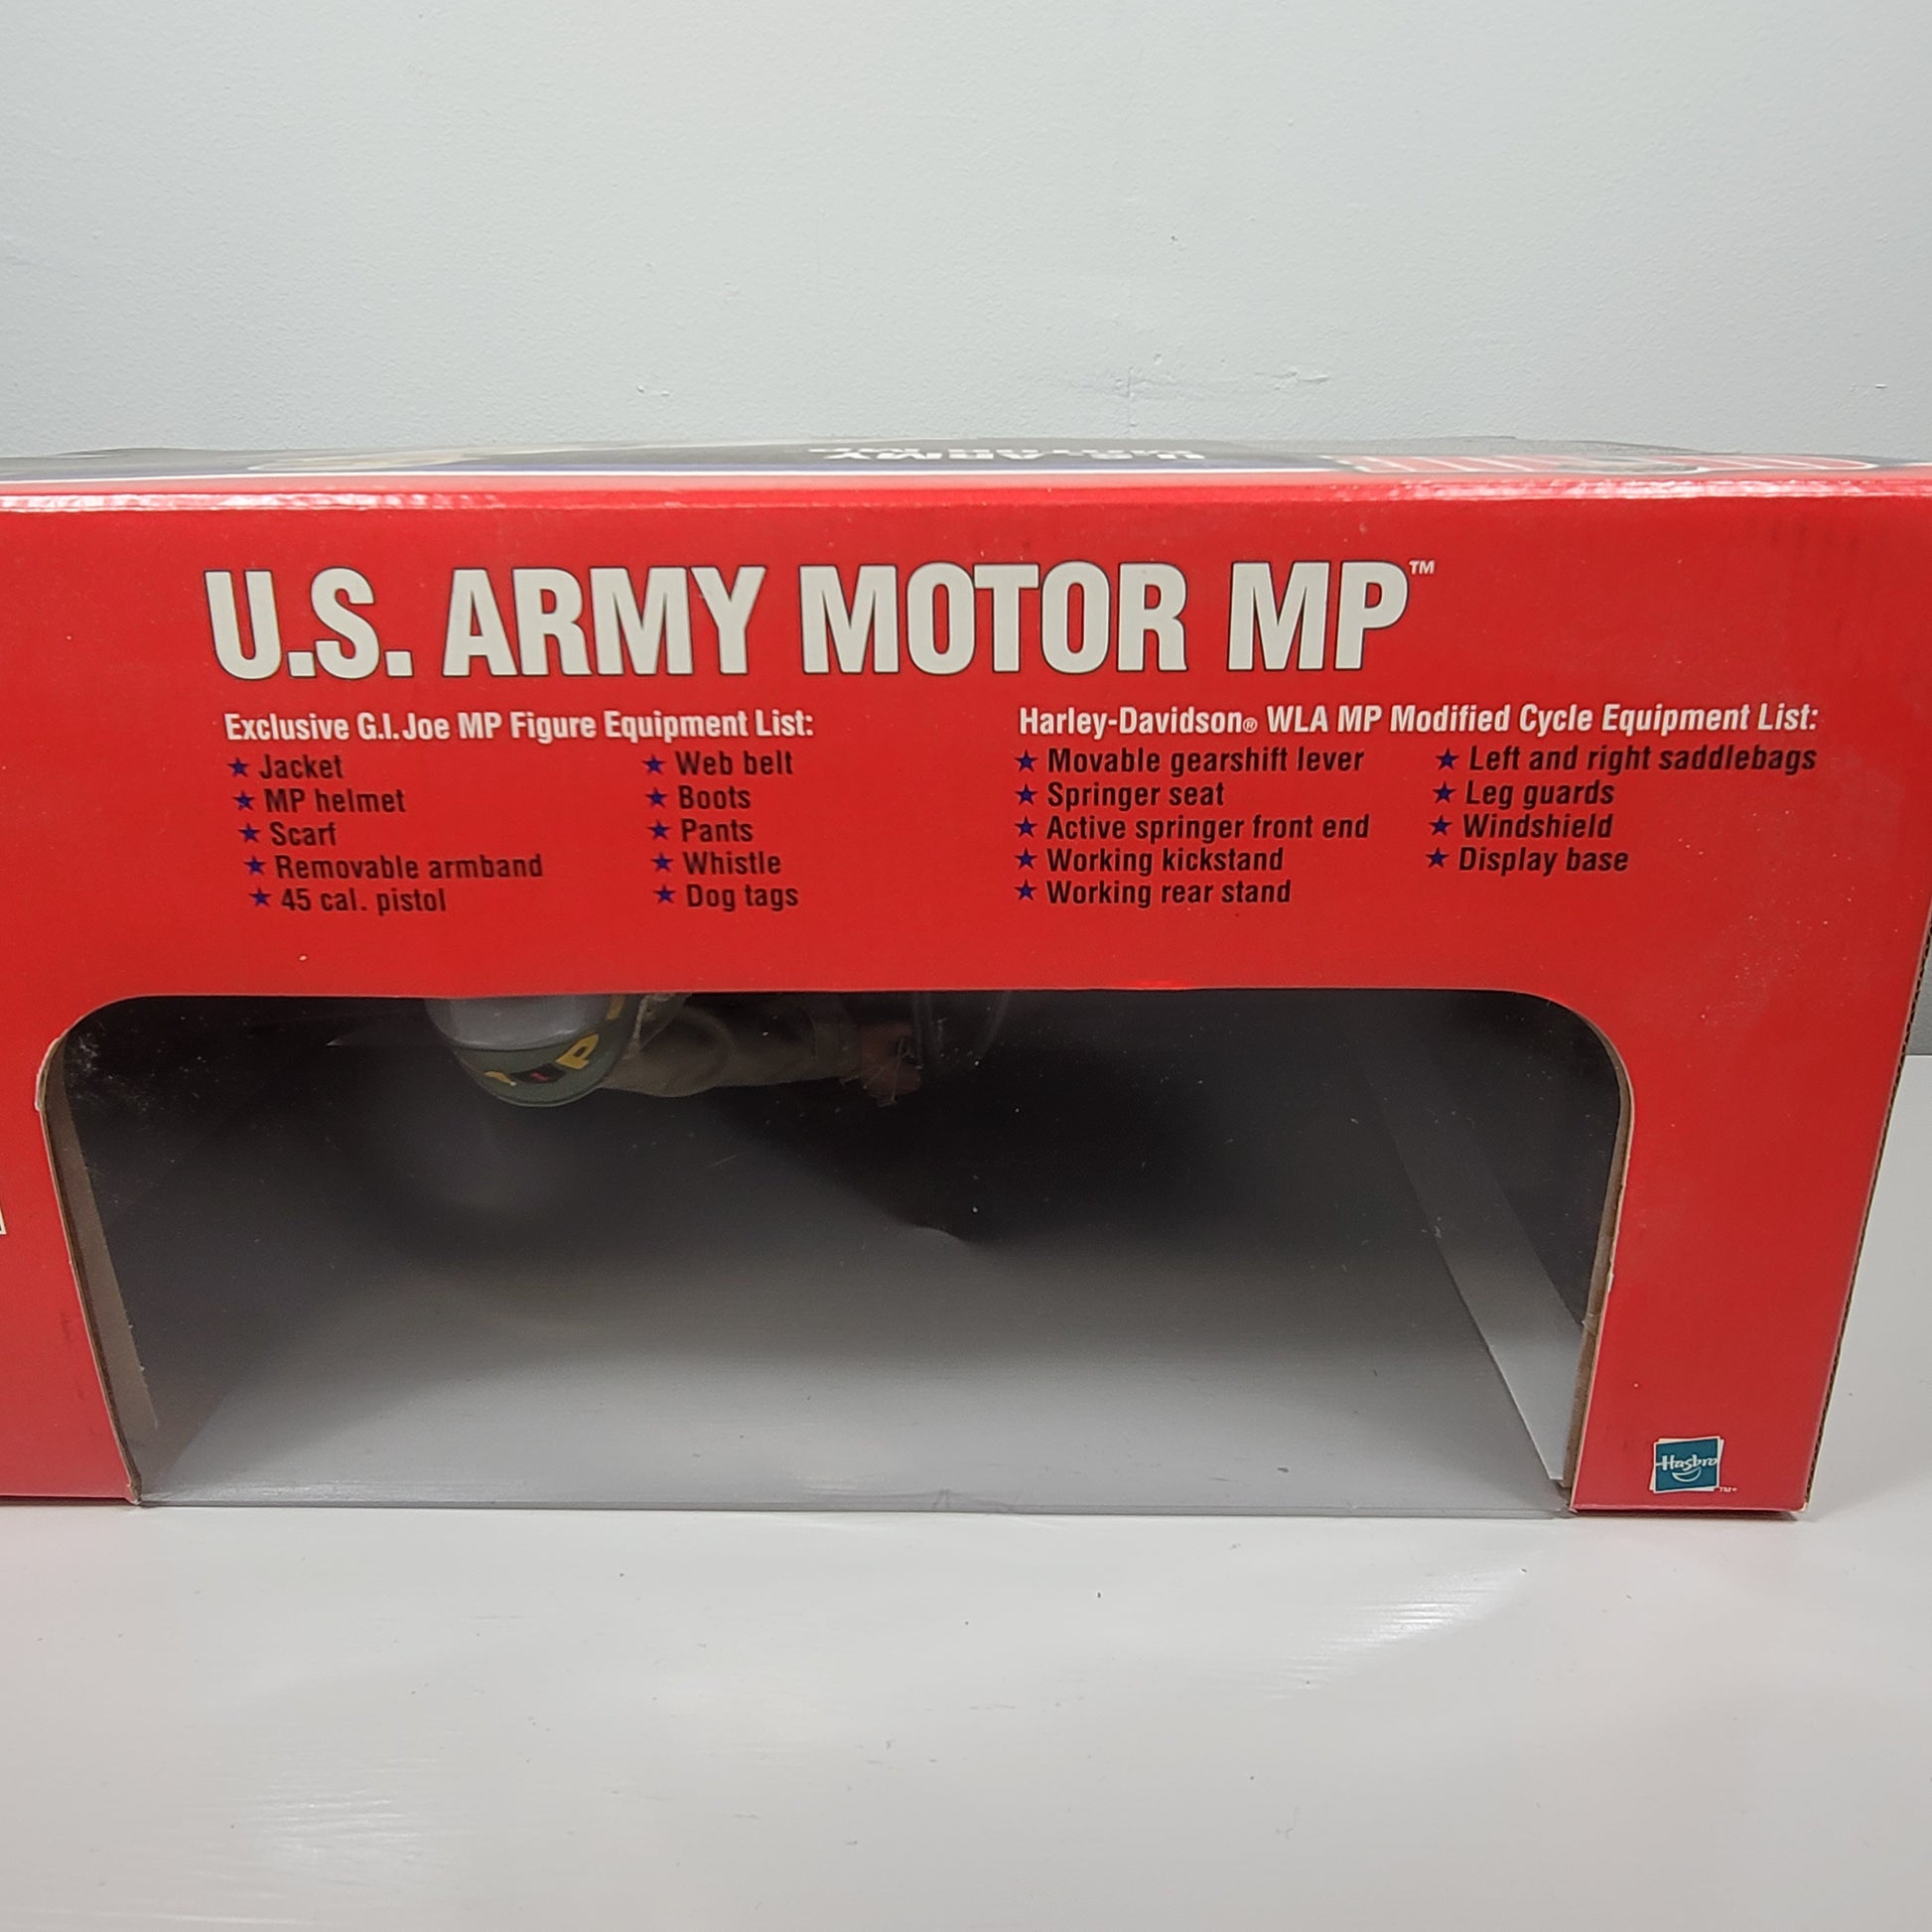 U.S. ARMY
U.S. ARMY MOTOR MP™
Exclusive G.I. Joe MP Figure Equipment List:
★ Jacket
★ MP helmet
★ Scarf
★ Removable armband
★ 45 cal. pistol
★ Web belt
★ Boots
★ Pants
★ Whistle
★ Dog tags
Harley-Davidson® WLA MP Modified Cycle Equipment List:
★ Movable gearshift lever
★ Springer seat
★ Active springer front end
★ Working kickstand
★ Working rear stand
★ Left and right saddlebags
★ Leg guards
★ Windshield
★ Display base
Hasbro